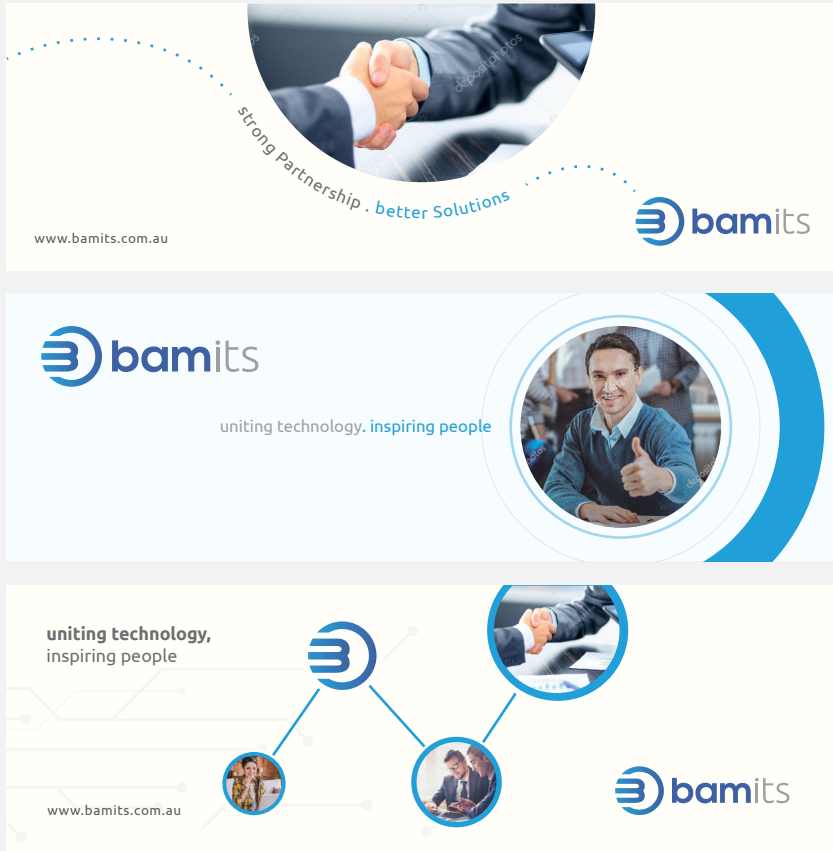 depositphotos
strong Partnership . better Solutions
www.bamits.com.au
bamits
bamits
uniting technology. inspiring people
uniting technology,
inspiring people
www.bamits.com.au
bamits